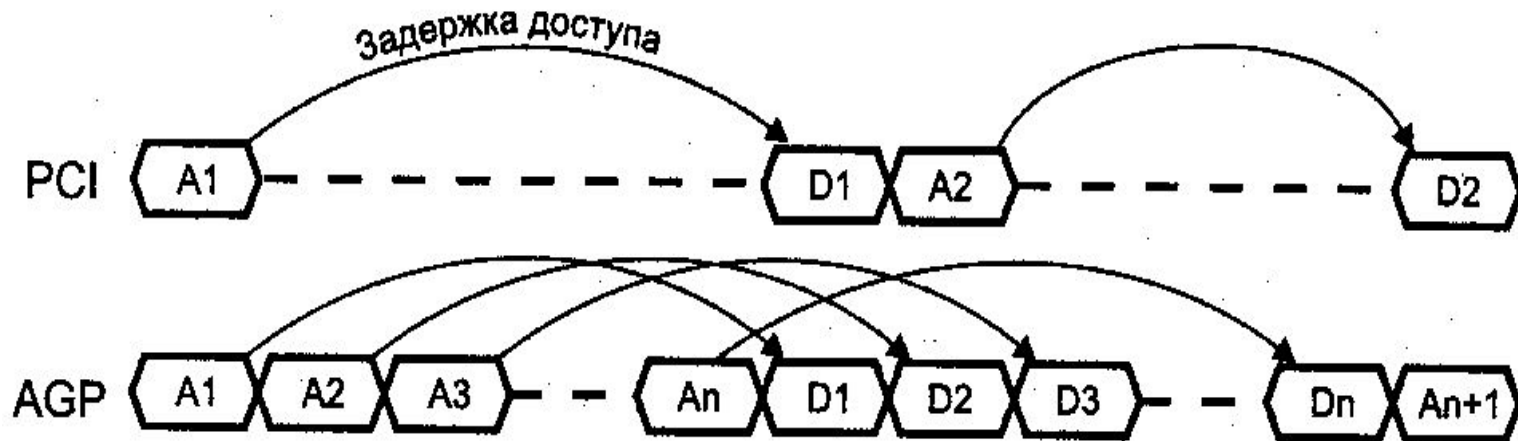 Задержка доступа
PCI A1 D1 A2 D2
AGP A1 A2 A3 An D1 D2 D3 Dn An+1